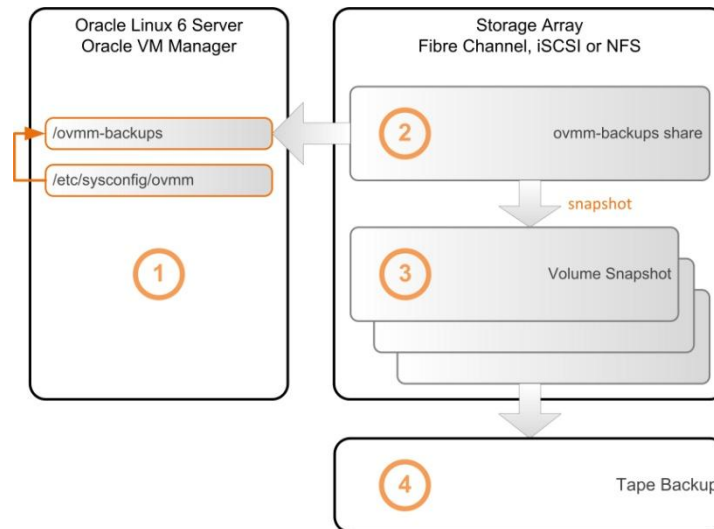 Oracle Linux 6 Server
Oracle VM Manager
/ovmm-backups
/etc/sysconfig/ovmm
1
Storage Array
Fibre Channel, iSCSI or NFS
2
ovmm-backups share
snapshot
3
Volume Snapshot
4
Tape Backup